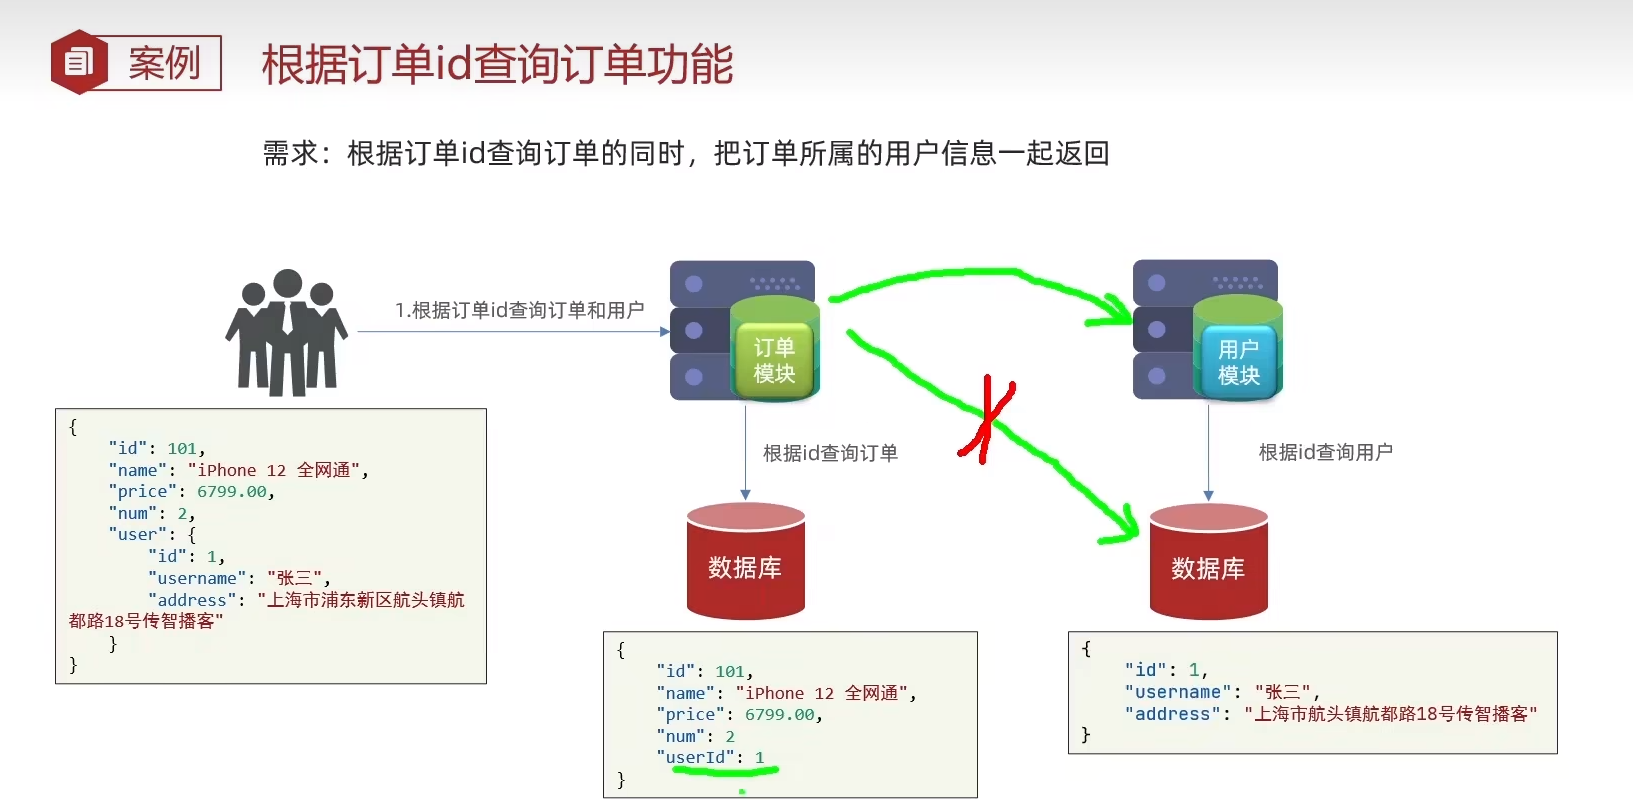 案例
根据订单id查询订单功能
需求：根据订单id查询订单的同时，把订单所属的用户信息一起返回
1.根据订单id查询订单和用户
订单
模块
用户
模块
根据id查询订单
根据id查询用户
数据库
数据库
{
"id": 101,
"name": "iPhone 12 全网通",
"price": 6799.00,
"num": 2,
"user": {
"id": 1,
"username": "张三",
"address": "上海市浦东新区航头镇航
都路18号传智播客"
}
}
{
"id": 101,
"name": "iPhone 12 全网通",
"price": 6799.00,
"num": 2
"userId": 1
}
{
"id": 1,
"username": "张三",
"address": "上海市航头镇航都路18号传智播客"
}